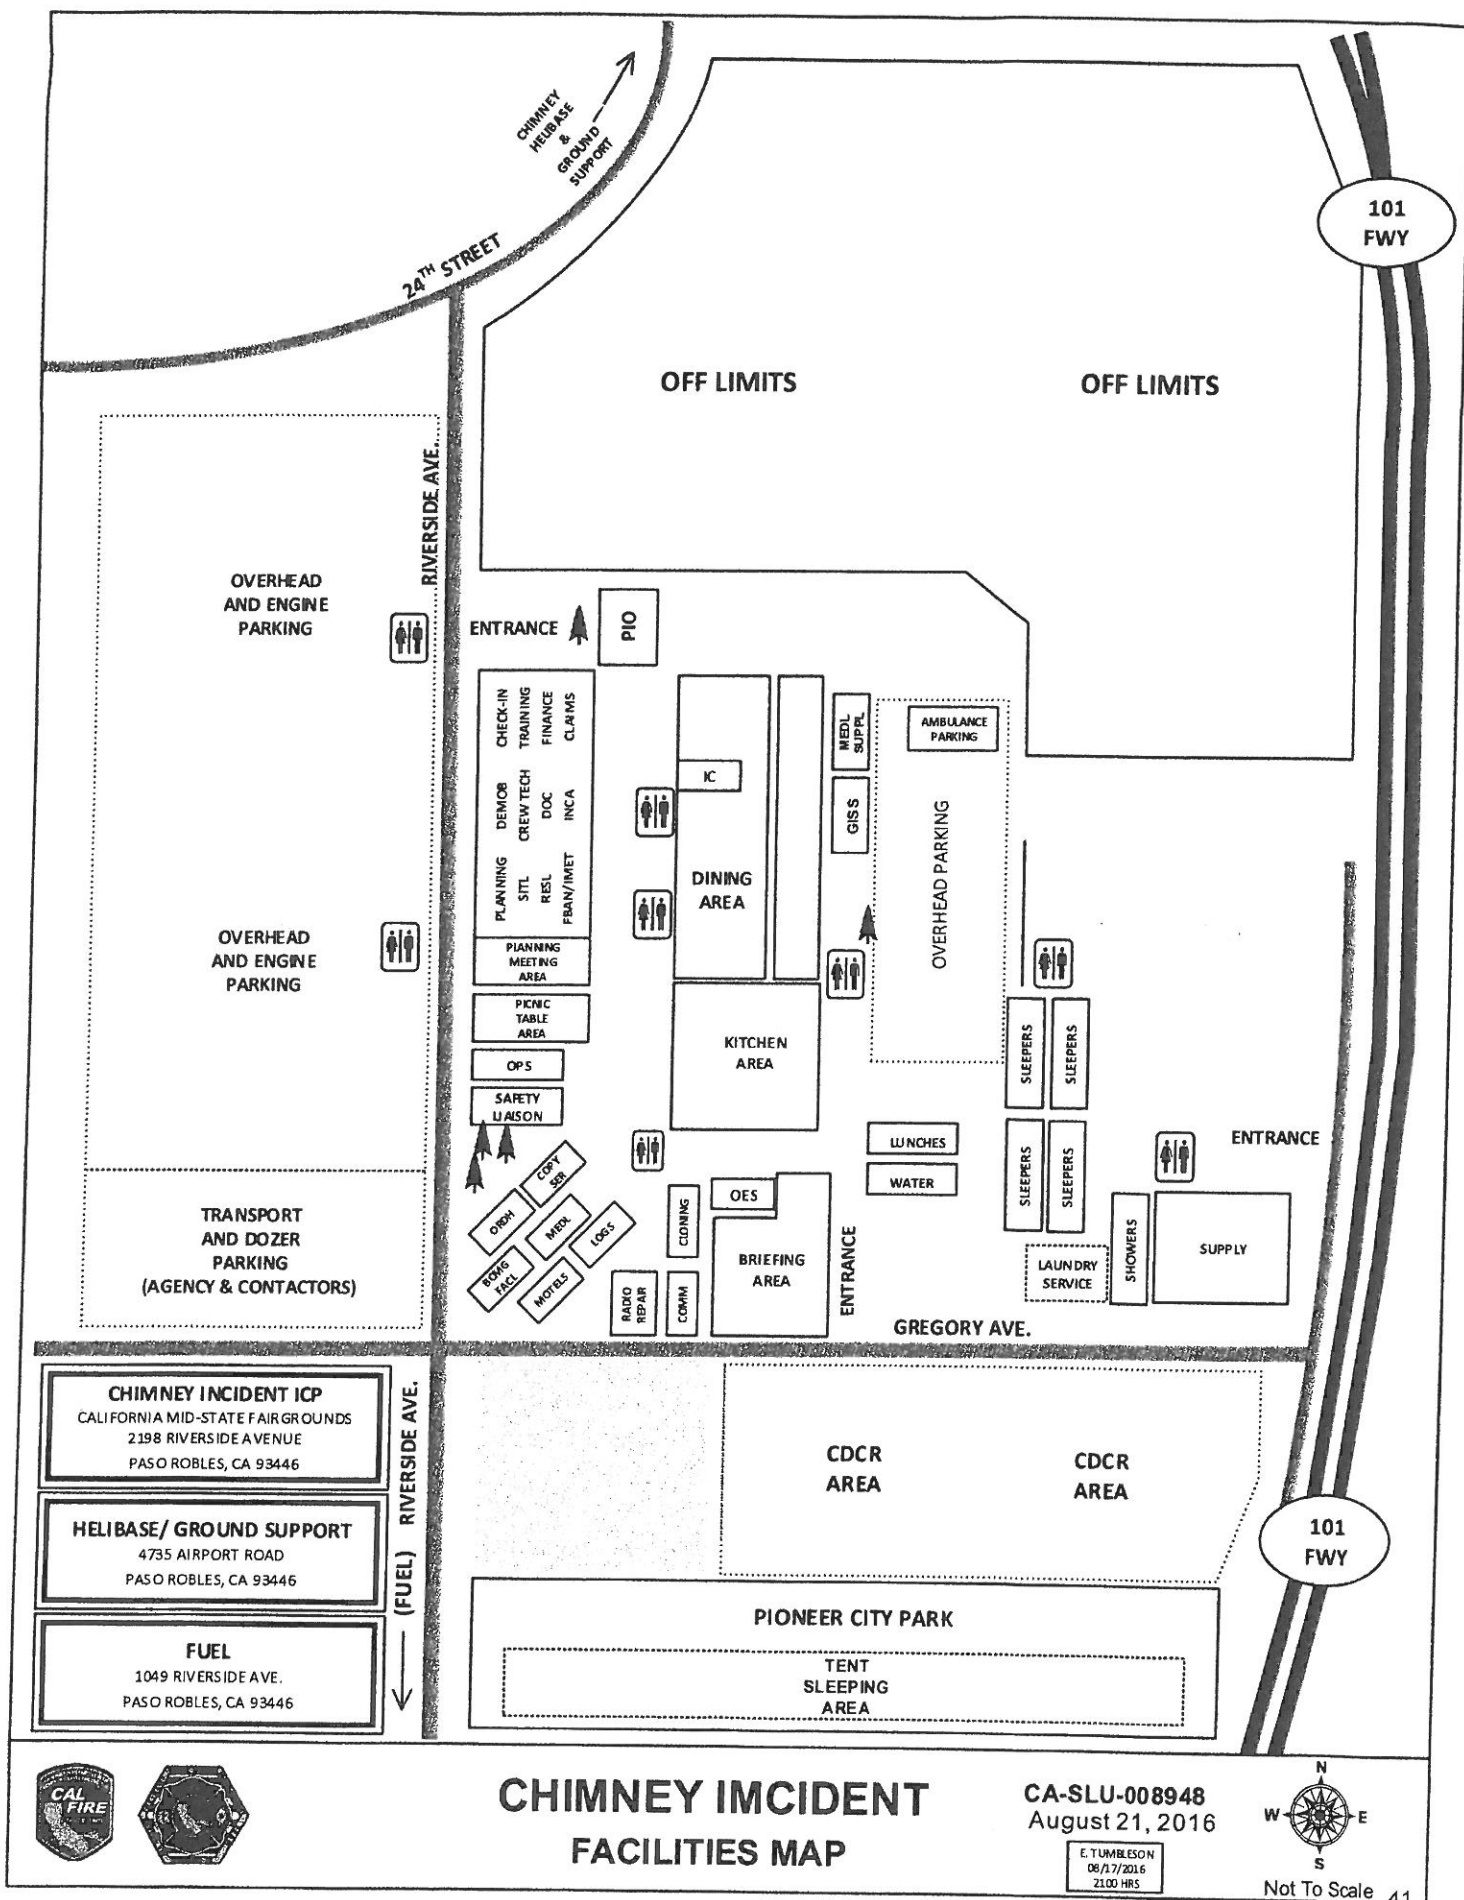 CHIMNEY
HELIBASE
&
GROUND
SUPPORT
24TH STREET
101
FWY
OFF LIMITS
OFF LIMITS
RIVERSIDE AVE.
OVERHEAD
AND ENGINE
PARKING
ENTRANCE
PIO
CHECK-IN
TRAINING
FINANCE
CLAIMS
DEMOB
CREW TECH
DOC
INCA
PLANNING
SITL
RESL
FBAN/IMET
PLANNING
MEETING
AREA
PICNIC
TABLE
AREA
OPS
SAFETY
LIAISON
IC
DINING
AREA
KITCHEN
AREA
MEDL
SUPPL
GISS
AMBULANCE
PARKING
OVERHEAD PARKING
OVERHEAD
AND ENGINE
PARKING
SLEEPERS
SLEEPERS
SLEEPERS
SLEEPERS
LUNCHES
WATER
ENTRANCE
TRANSPORT
AND DOZER
PARKING
(AGENCY & CONTACTORS)
COPY
SER
ORDM
MEDL
LOGS
BCMG
FACL
MOTELS
CLONING
OES
BRIEFING
AREA
RADIO
REPAIR
COMM
ENTRANCE
LAUNDRY
SERVICE
SHOWERS
SUPPLY
GREGORY AVE.
CHIMNEY INCIDENT ICP
CALIFORNIA MID-STATE FAIRGROUNDS
2198 RIVERSIDE AVENUE
PASO ROBLES, CA 93446
HELIBASE/ GROUND SUPPORT
4735 AIRPORT ROAD
PASO ROBLES, CA 93446
FUEL
1049 RIVERSIDE AVE.
PASO ROBLES, CA 93446
(FUEL) RIVERSIDE AVE.
CDCR
AREA
CDCR
AREA
101
FWY
PIONEER CITY PARK
TENT
SLEEPING
AREA
CAL
FIRE
CHIMNEY IMCIDENT
FACILITIES MAP
CA-SLU-008948
August 21, 2016
E. TUMBLESON
08/17/2016
2100 HRS
N
W
E
S
Not To Scale
41